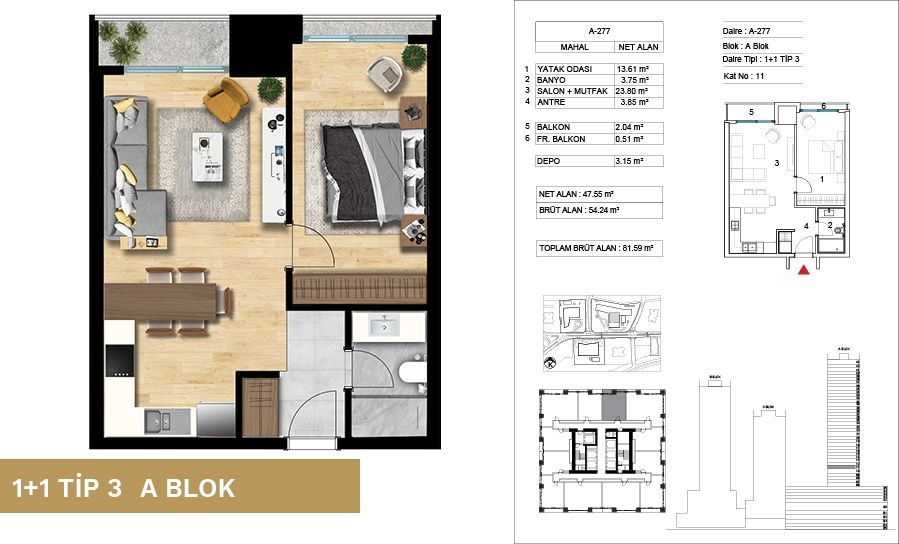 1+1 TİP 3 A BLOK
A-277
MAHAL NET ALAN
1 YATAK ODASI 13.61 m²
2 BANYO 3.75 m²
3 SALON + MUTFAK 23.80 m²
4 ANTRE 3.85 m²
5 BALKON 2.04 m²
6 FR. BALKON 0.51 m²
DEPO 3.15 m²
NET ALAN : 47.55 m²
BRÜT ALAN : 54.24 m²
TOPLAM BRÜT ALAN : 81.59 m²
Daire : A-277
Blok : A Blok
Daire Tipi : 1+1 TİP 3
Kat No : 11
5
6
3
1
4
2
A BLOK
B BLOK
C BLOK